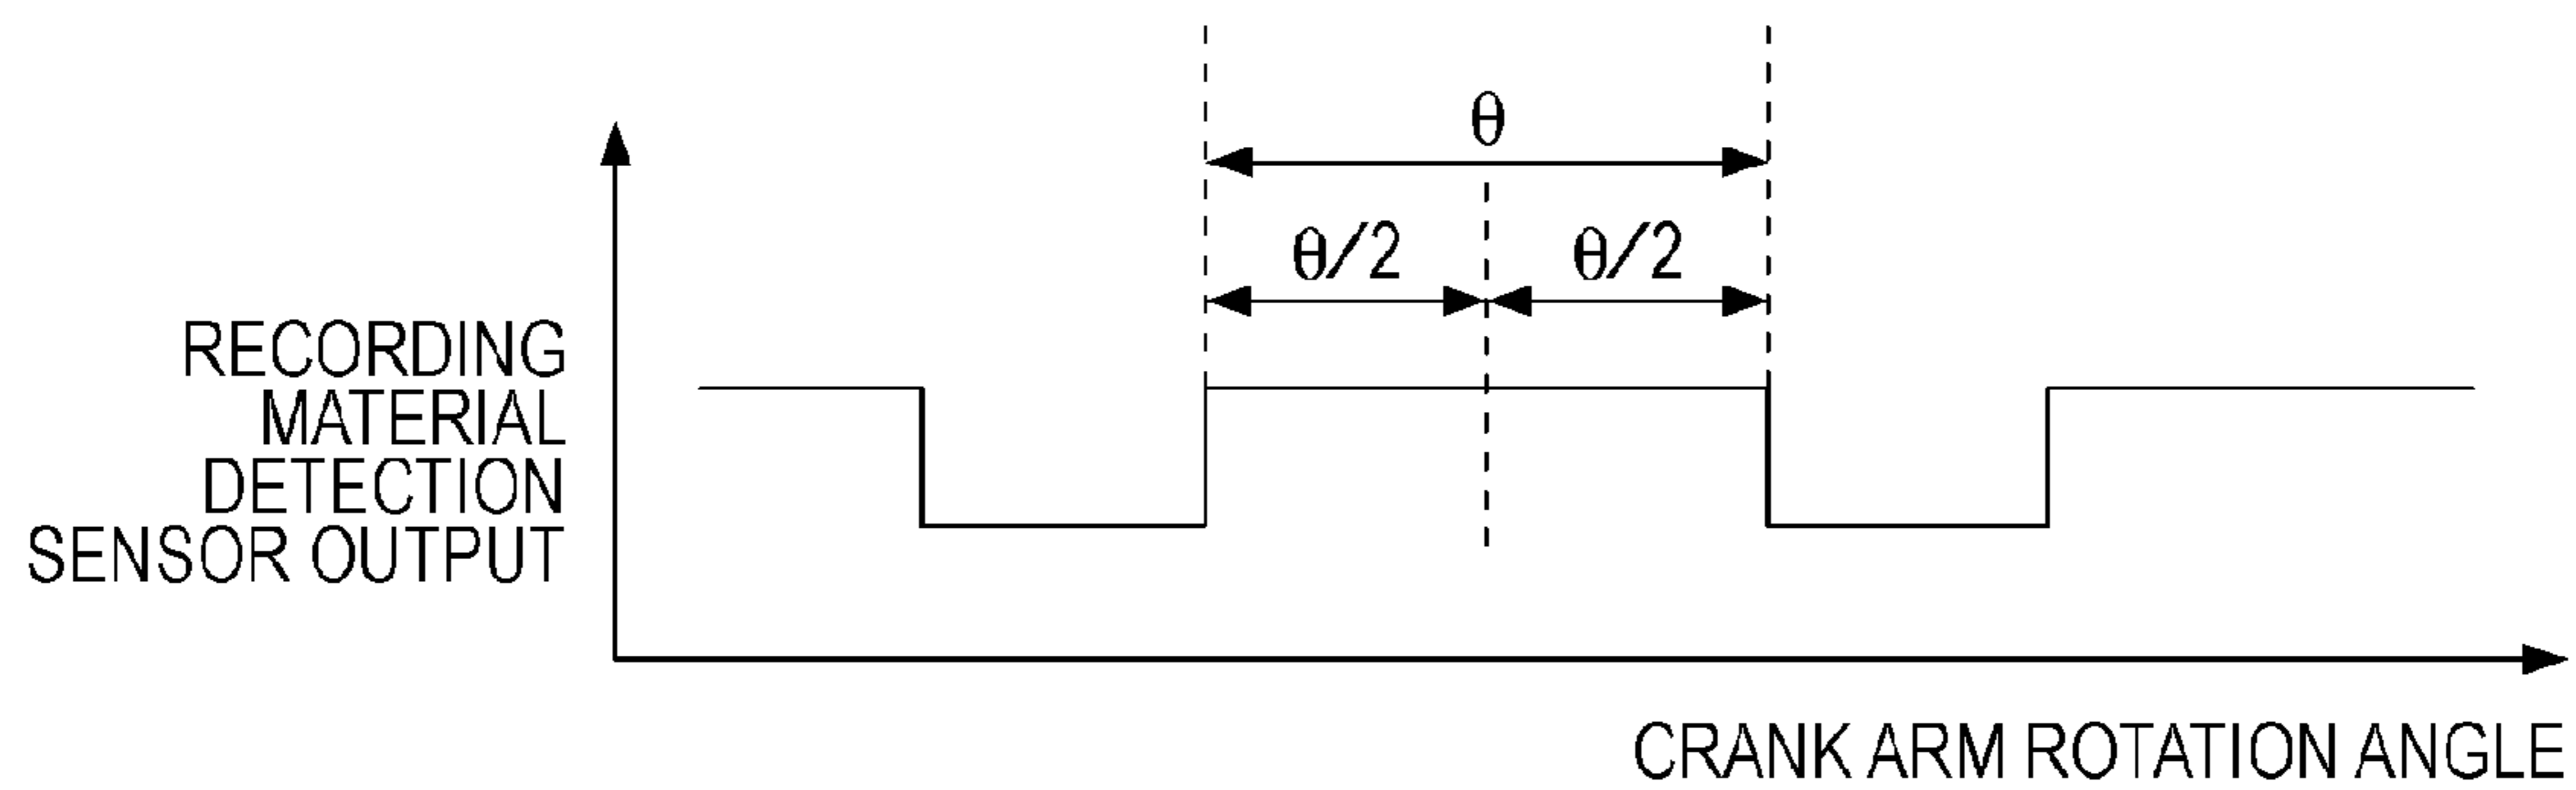 θ
θ/2 θ/2
RECORDING
MATERIAL
DETECTION
SENSOR OUTPUT
CRANK ARM ROTATION ANGLE